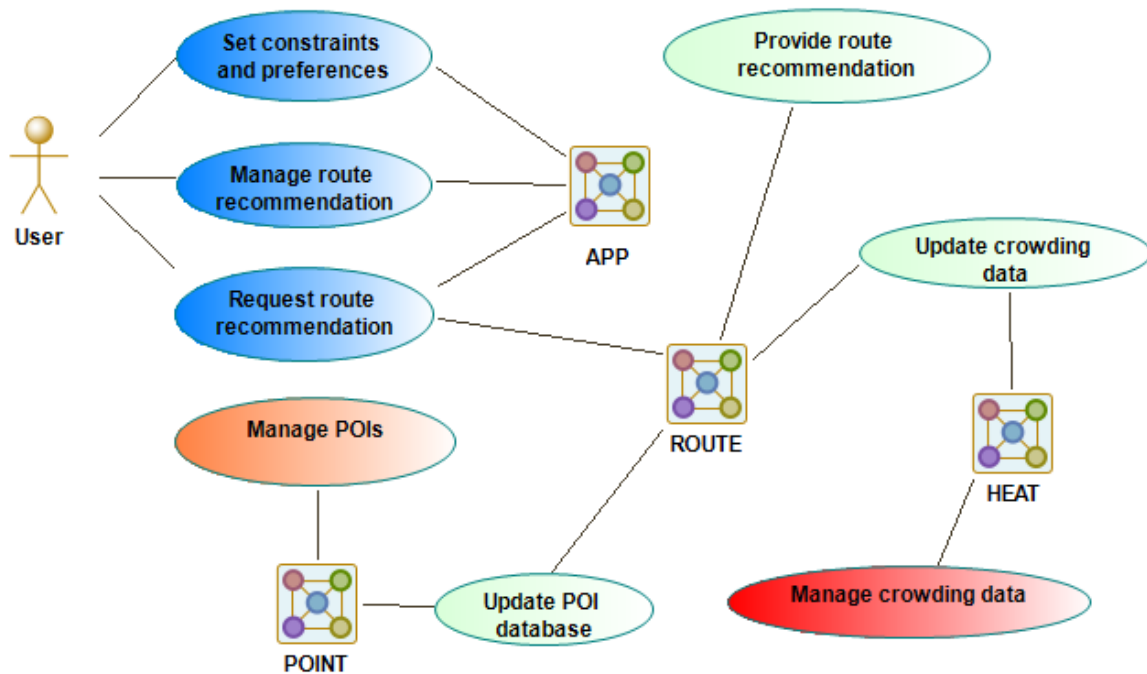 Set constraints
and preferences
Provide route
recommendation
Manage route
recommendation
User
APP
Update crowding
data
Request route
recommendation
Manage POIs
ROUTE
HEAT
Manage crowding data
Update POI
database
POINT